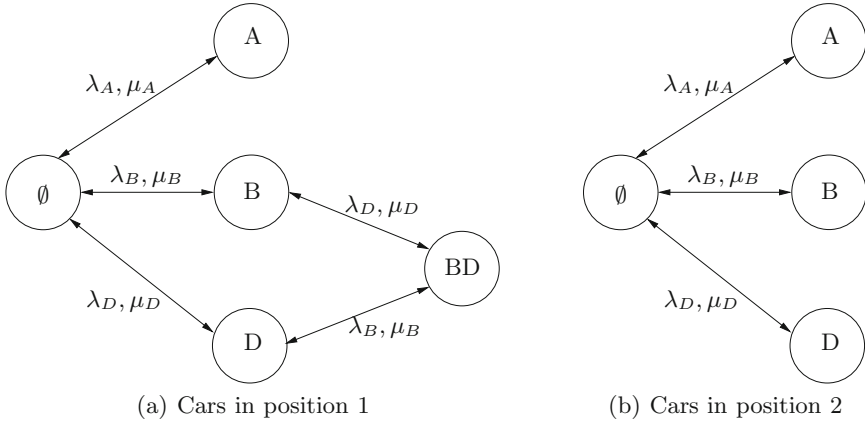 A
λ_A, μ_A
∅
λ_B, μ_B
B
λ_D, μ_D
BD
λ_D, μ_D
λ_B, μ_B
D
(a) Cars in position 1
A
λ_A, μ_A
∅
λ_B, μ_B
B
λ_D, μ_D
D
(b) Cars in position 2